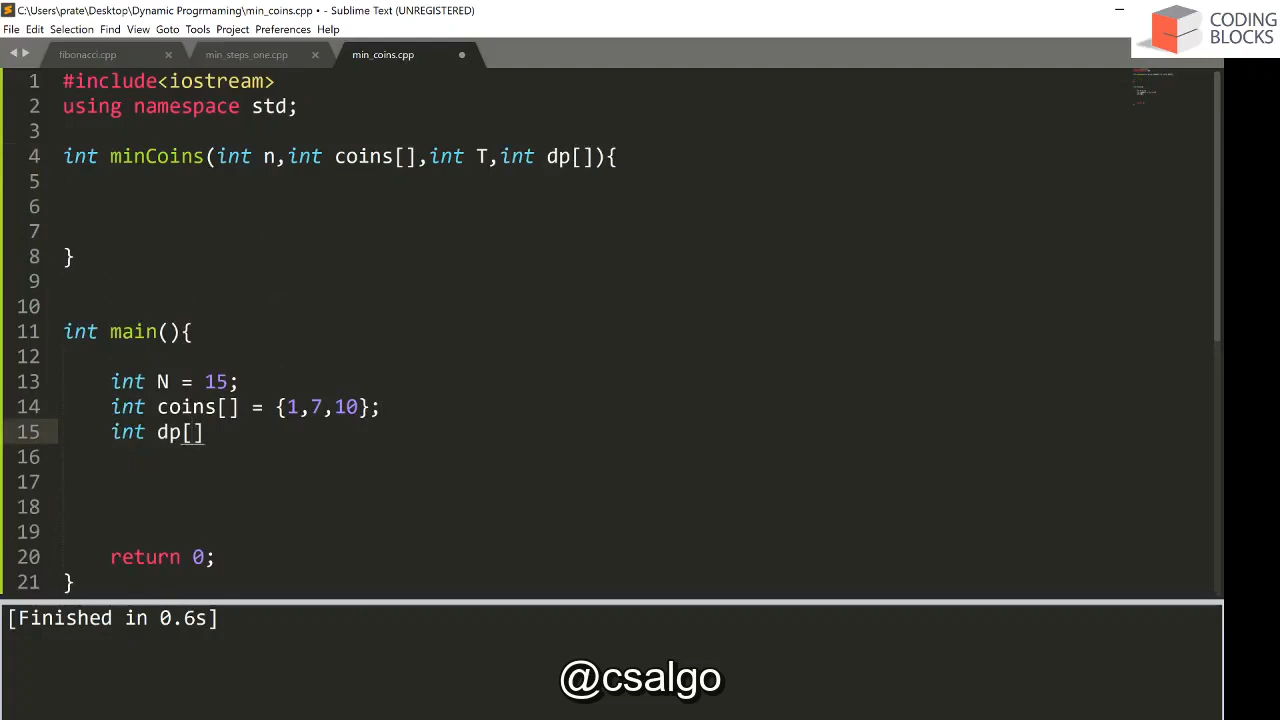 C:\Users\prate\Desktop\Dynamic Progrmaming\min_coins.cpp • - Sublime Text (UNREGISTERED)
File Edit Selection Find View Goto Tools Project Preferences Help
CODING
BLOCKS
fibonacci.cpp × min_steps_one.cpp × min_coins.cpp
1 #include<iostream>
2 using namespace std;
3
4 int minCoins(int n,int coins[],int T,int dp[]){
5
6
7
8 }
9
10
11 int main(){
12
13 int N = 15;
14 int coins[] = {1,7,10};
15 int dp[]
16
17
18
19
20 return 0;
21 }
[Finished in 0.6s]
@csalgo